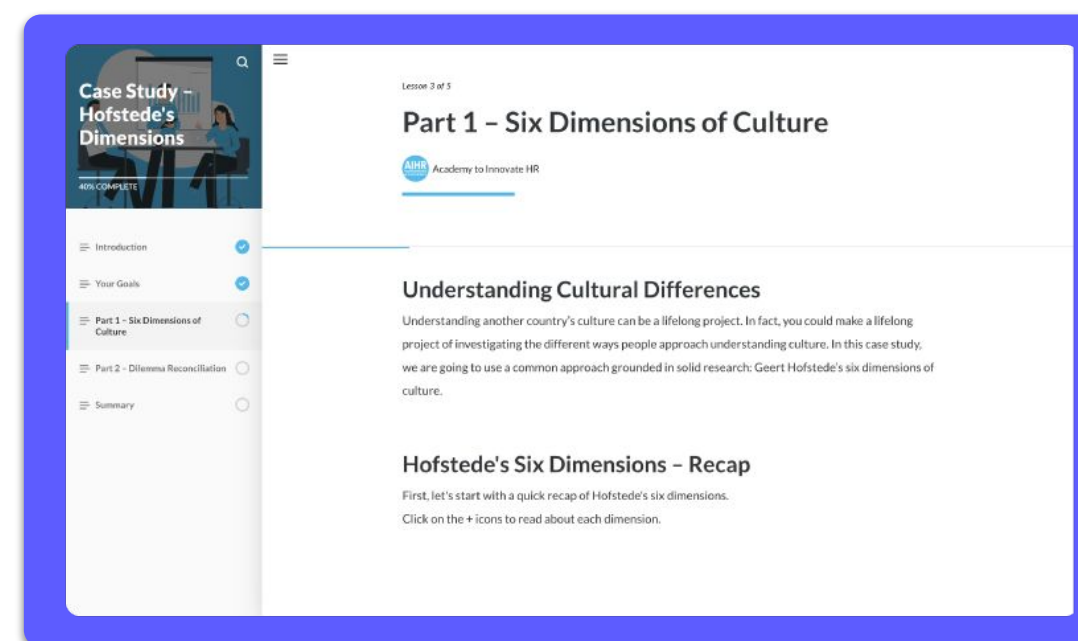 Case Study –
Hofstede's
Dimensions
40% COMPLETE
Introduction
Your Goals
Part 1 – Six Dimensions of
Culture
Part 2 – Dilemma Reconciliation
Summary
Lesson 3 of 5
Part 1 – Six Dimensions of Culture
AIHR
Academy to Innovate HR
Understanding Cultural Differences
Understanding another country's culture can be a lifelong project. In fact, you could make a lifelong
project of investigating the different ways people approach understanding culture. In this case study,
we are going to use a common approach grounded in solid research: Geert Hofstede's six dimensions of
culture.
Hofstede's Six Dimensions – Recap
First, let's start with a quick recap of Hofstede's six dimensions.
Click on the + icons to read about each dimension.